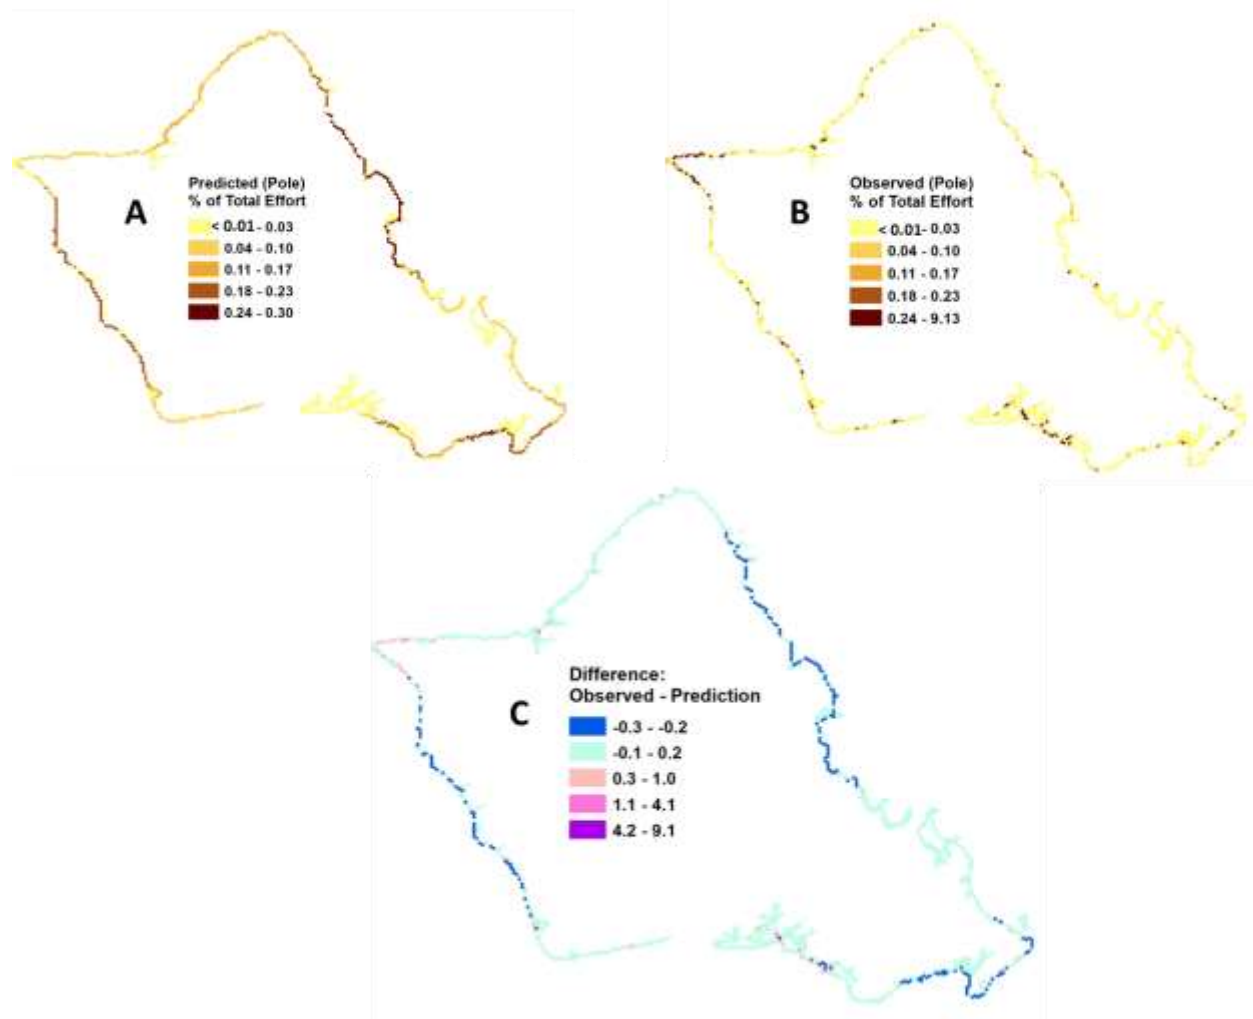 A
Predicted (Pole)
% of Total Effort
< 0.01 - 0.03
0.04 - 0.10
0.11 - 0.17
0.18 - 0.23
0.24 - 0.30
B
Observed (Pole)
% of Total Effort
< 0.01- 0.03
0.04 - 0.10
0.11 - 0.17
0.18 - 0.23
0.24 - 9.13
C
Difference:
Observed - Prediction
-0.3 - -0.2
-0.1 - 0.2
0.3 - 1.0
1.1 - 4.1
4.2 - 9.1